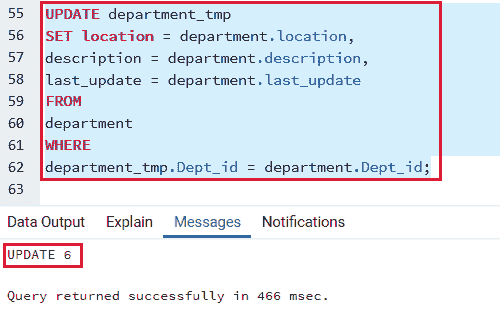 55 UPDATE department_tmp
56 SET location = department.location,
57 description = department.description,
58 last_update = department.last_update
59 FROM
60 department
61 WHERE
62 department_tmp.Dept_id = department.Dept_id;
63
Data Output Explain Messages Notifications
UPDATE 6
Query returned successfully in 466 msec.